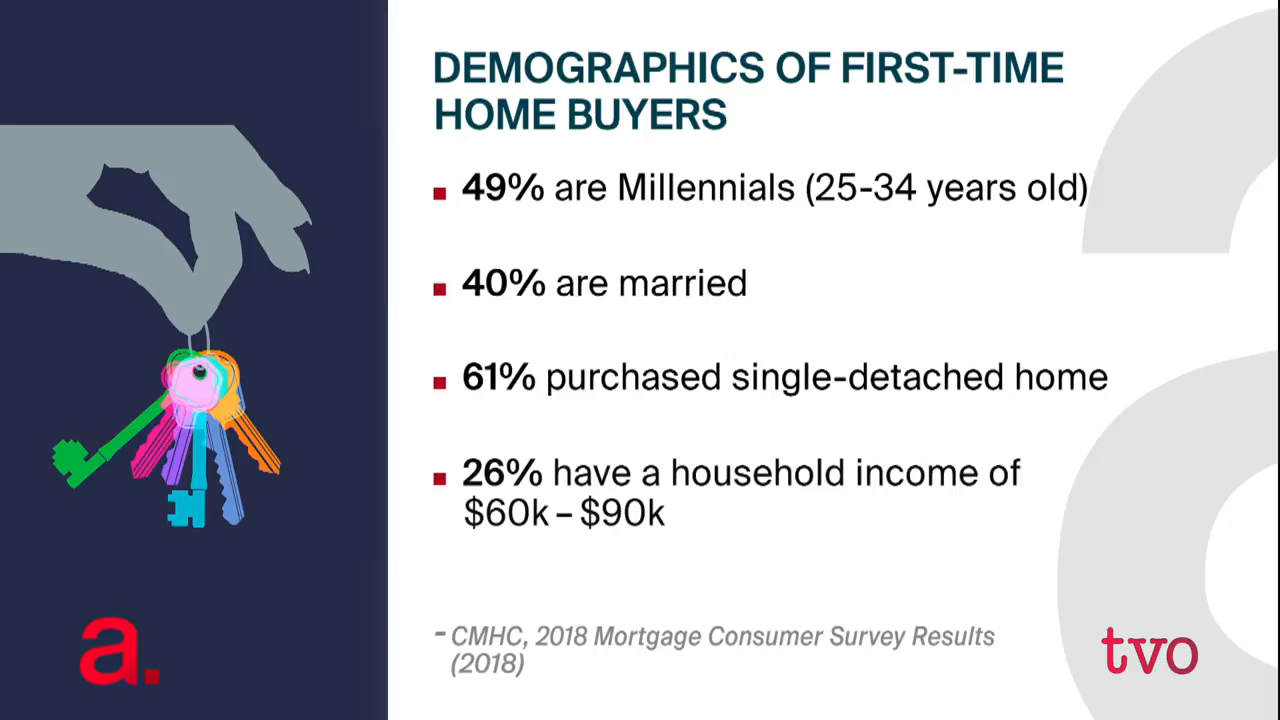 DEMOGRAPHICS OF FIRST-TIME
HOME BUYERS
▪ 49% are Millennials (25-34 years old)
▪ 40% are married
▪ 61% purchased single-detached home
▪ 26% have a household income of
$60k – $90k
- CMHC, 2018 Mortgage Consumer Survey Results
(2018)
a.
tvo